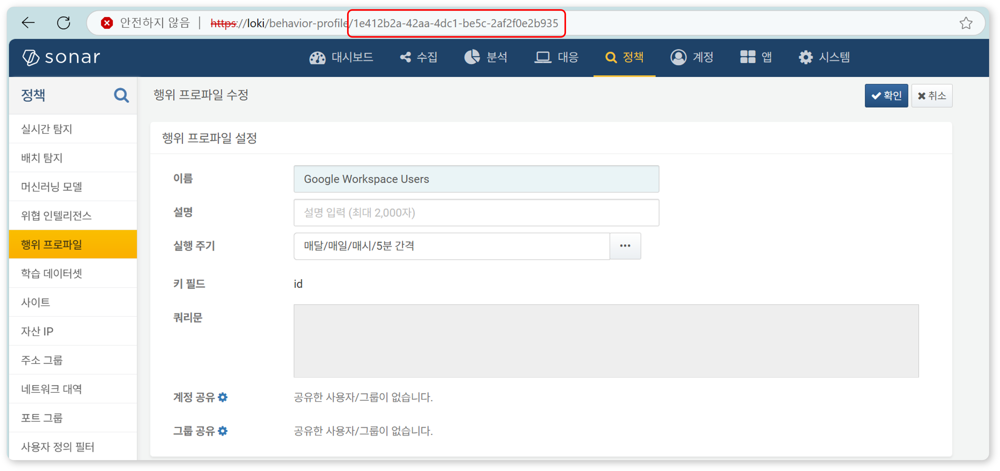 안전하지 않음 | https://loki/behavior-profile/1e412b2a-42aa-4dc1-be5c-2af2f0e2b935
sonar 대시보드 수집 분석 대응 정책 계정 앱 시스템
정책
행위 프로파일 수정
확인 취소
실시간 탐지
배치 탐지
머신러닝 모델
위협 인텔리전스
행위 프로파일
학습 데이터셋
사이트
자산 IP
주소 그룹
네트워크 대역
포트 그룹
사용자 정의 필터
행위 프로파일 설정
이름 Google Workspace Users
설명 설명 입력 (최대 2,000자)
실행 주기 매달/매일/매시/5분 간격 •••
키 필드 id
쿼리문
계정 공유 공유한 사용자/그룹이 없습니다.
그룹 공유 공유한 사용자/그룹이 없습니다.